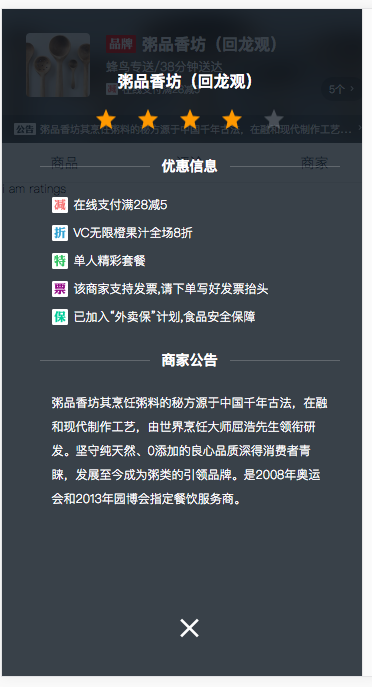 品牌 粥品香坊（回龙观）
蜂鸟专送/38分钟送达
粥品香坊（回龙观）
减 在线支付满28减5 5个 >
公告 粥品香坊其烹饪粥料的秘方源于中国千年古法，在融和现代制作工艺... >
商品 商家
优惠信息
I am ratings
减 在线支付满28减5
折 VC无限橙果汁全场8折
特 单人精彩套餐
票 该商家支持发票,请下单写好发票抬头
保 已加入“外卖保”计划,食品安全保障
商家公告
粥品香坊其烹饪粥料的秘方源于中国千年古法，在融
和现代制作工艺，由世界烹饪大师屈浩先生领衔研
发。坚守纯天然、0添加的良心品质深得消费者青
睐，发展至今成为粥类的引领品牌。是2008年奥运
会和2013年园博会指定餐饮服务商。